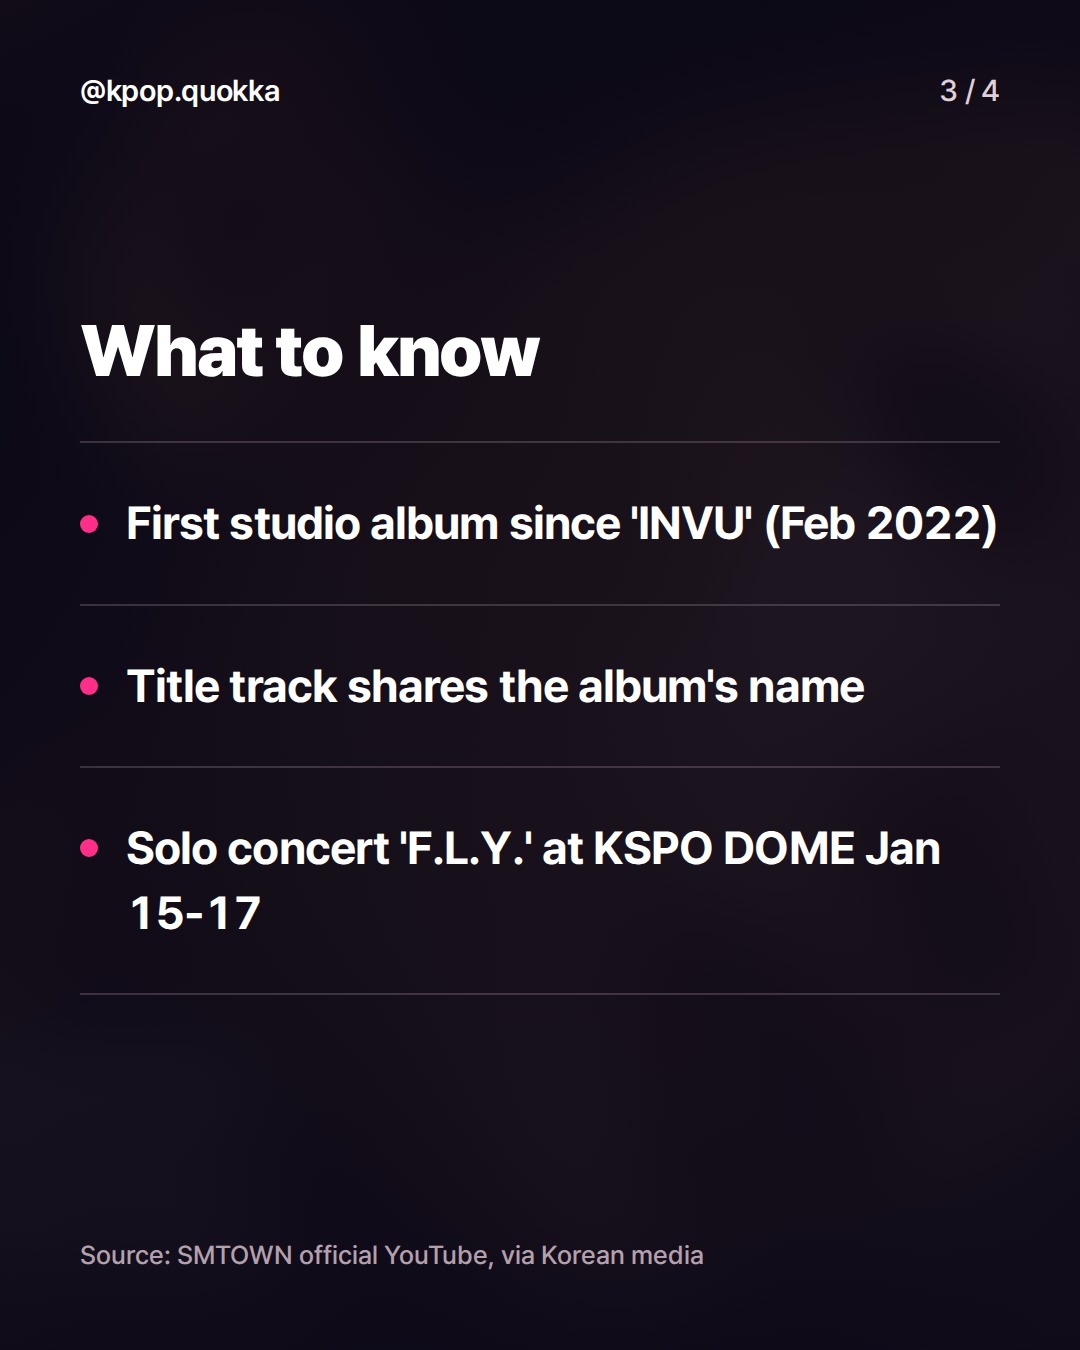 @kpop.quokka
3 / 4
What to know
First studio album since 'INVU' (Feb 2022)
Title track shares the album's name
Solo concert 'F.L.Y.' at KSPO DOME Jan
15-17
Source: SMTOWN official YouTube, via Korean media